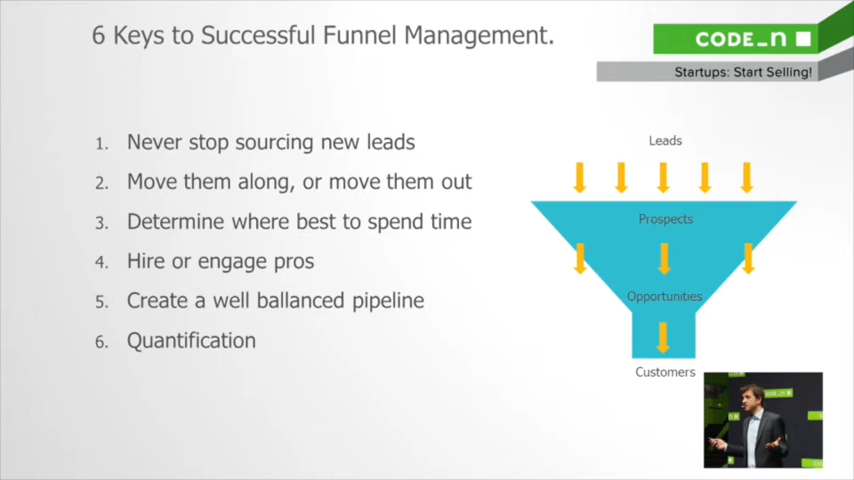 6 Keys to Successful Funnel Management.
CODE_n
Startups: Start Selling!
1. Never stop sourcing new leads
2. Move them along, or move them out
3. Determine where best to spend time
4. Hire or engage pros
5. Create a well ballanced pipeline
6. Quantification
Leads
Prospects
Opportunities
Customers